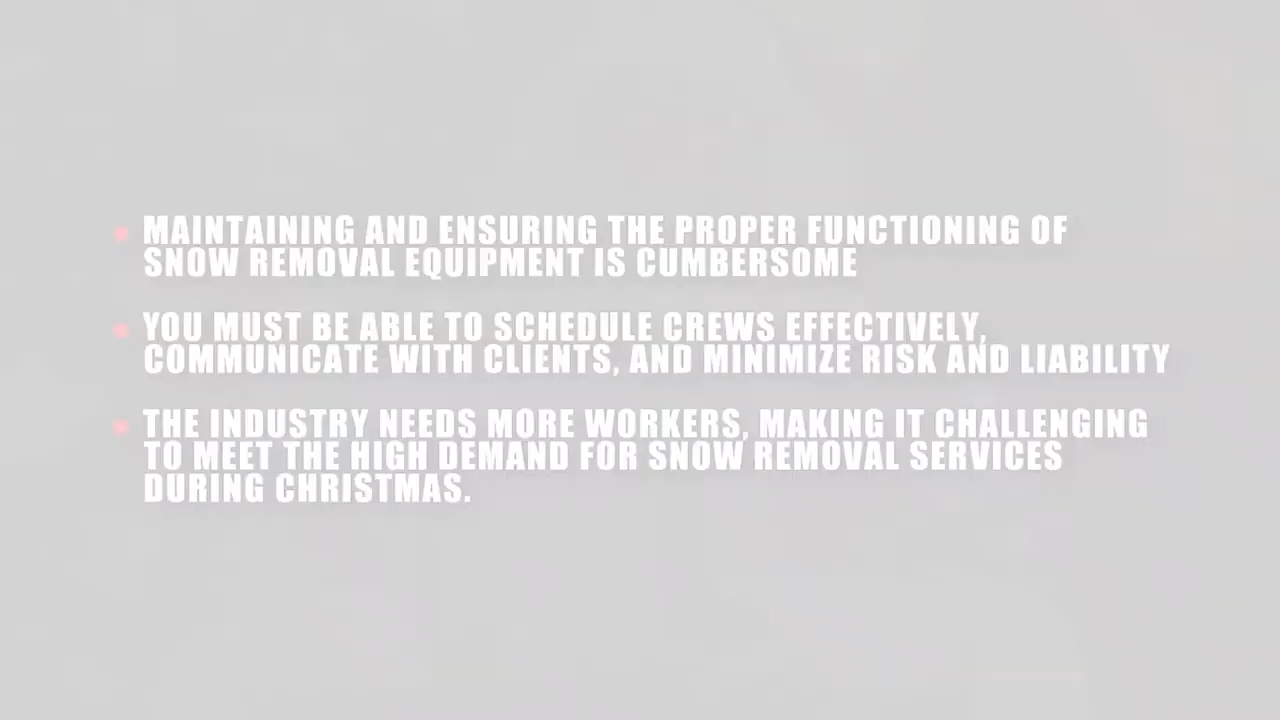 MAINTAINING AND ENSURING THE PROPER FUNCTIONING OF
SNOW REMOVAL EQUIPMENT IS CUMBERSOME
YOU MUST BE ABLE TO SCHEDULE CREWS EFFECTIVELY,
COMMUNICATE WITH CLIENTS, AND MINIMIZE RISK AND LIABILITY
THE INDUSTRY NEEDS MORE WORKERS, MAKING IT CHALLENGING
TO MEET THE HIGH DEMAND FOR SNOW REMOVAL SERVICES
DURING CHRISTMAS.